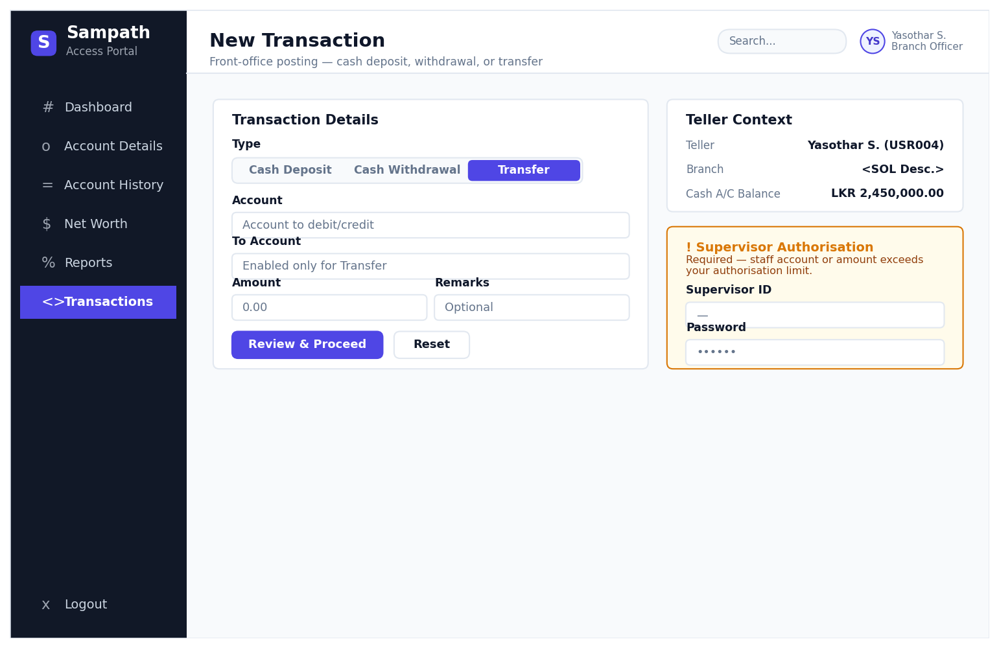 S
Sampath
Access Portal
# Dashboard
o Account Details
= Account History
$ Net Worth
% Reports
<> Transactions
x Logout
New Transaction
Front-office posting — cash deposit, withdrawal, or transfer
Search...
YS
Yasothar S.
Branch Officer
Transaction Details
Type
Cash Deposit Cash Withdrawal Transfer
Account
Account to debit/credit
To Account
Enabled only for Transfer
Amount Remarks
0.00 Optional
Review & Proceed Reset
Teller Context
Teller Yasothar S. (USR004)
Branch <SOL Desc.>
Cash A/C Balance LKR 2,450,000.00
! Supervisor Authorisation
Required — staff account or amount exceeds
your authorisation limit.
Supervisor ID
—
Password
••••••